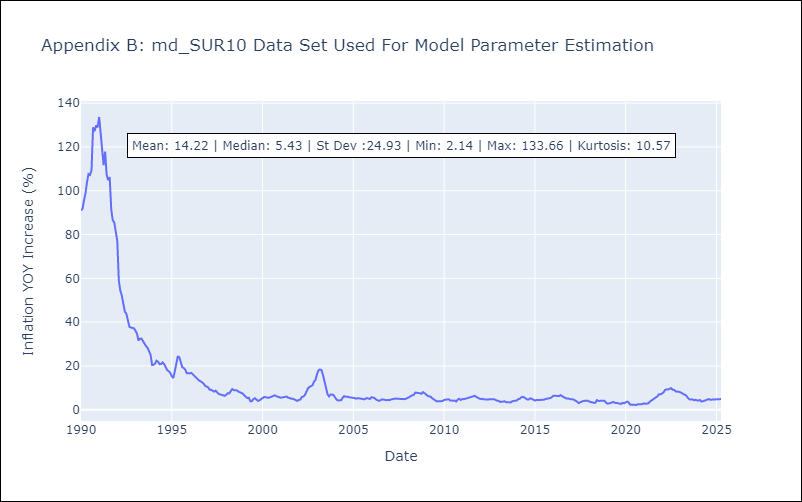 Appendix B: md_SUR10 Data Set Used For Model Parameter Estimation
140
Mean: 14.22 | Median: 5.43 | St Dev :24.93 | Min: 2.14 | Max: 133.66 | Kurtosis: 10.57
120
100
80
60
40
20
0
Inflation YOY Increase (%)
1990 1995 2000 2005 2010 2015 2020 2025
Date